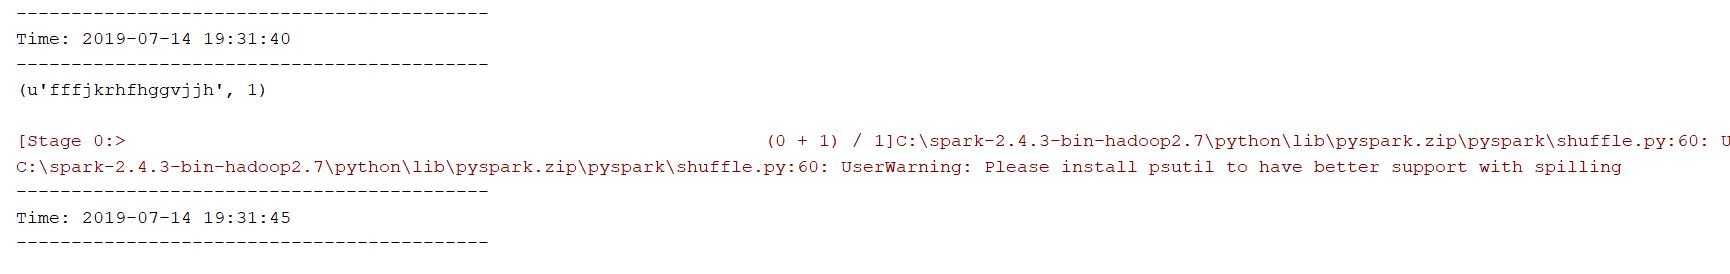 -------------------------------------------
Time: 2019-07-14 19:31:40
-------------------------------------------
(u'fffjkrhfhggvjjh', 1)
[Stage 0:> (0 + 1) / 1]C:\spark-2.4.3-bin-hadoop2.7\python\lib\pyspark.zip\pyspark\shuffle.py:60: U
C:\spark-2.4.3-bin-hadoop2.7\python\lib\pyspark.zip\pyspark\shuffle.py:60: UserWarning: Please install psutil to have better support with spilling
-------------------------------------------
Time: 2019-07-14 19:31:45
-------------------------------------------